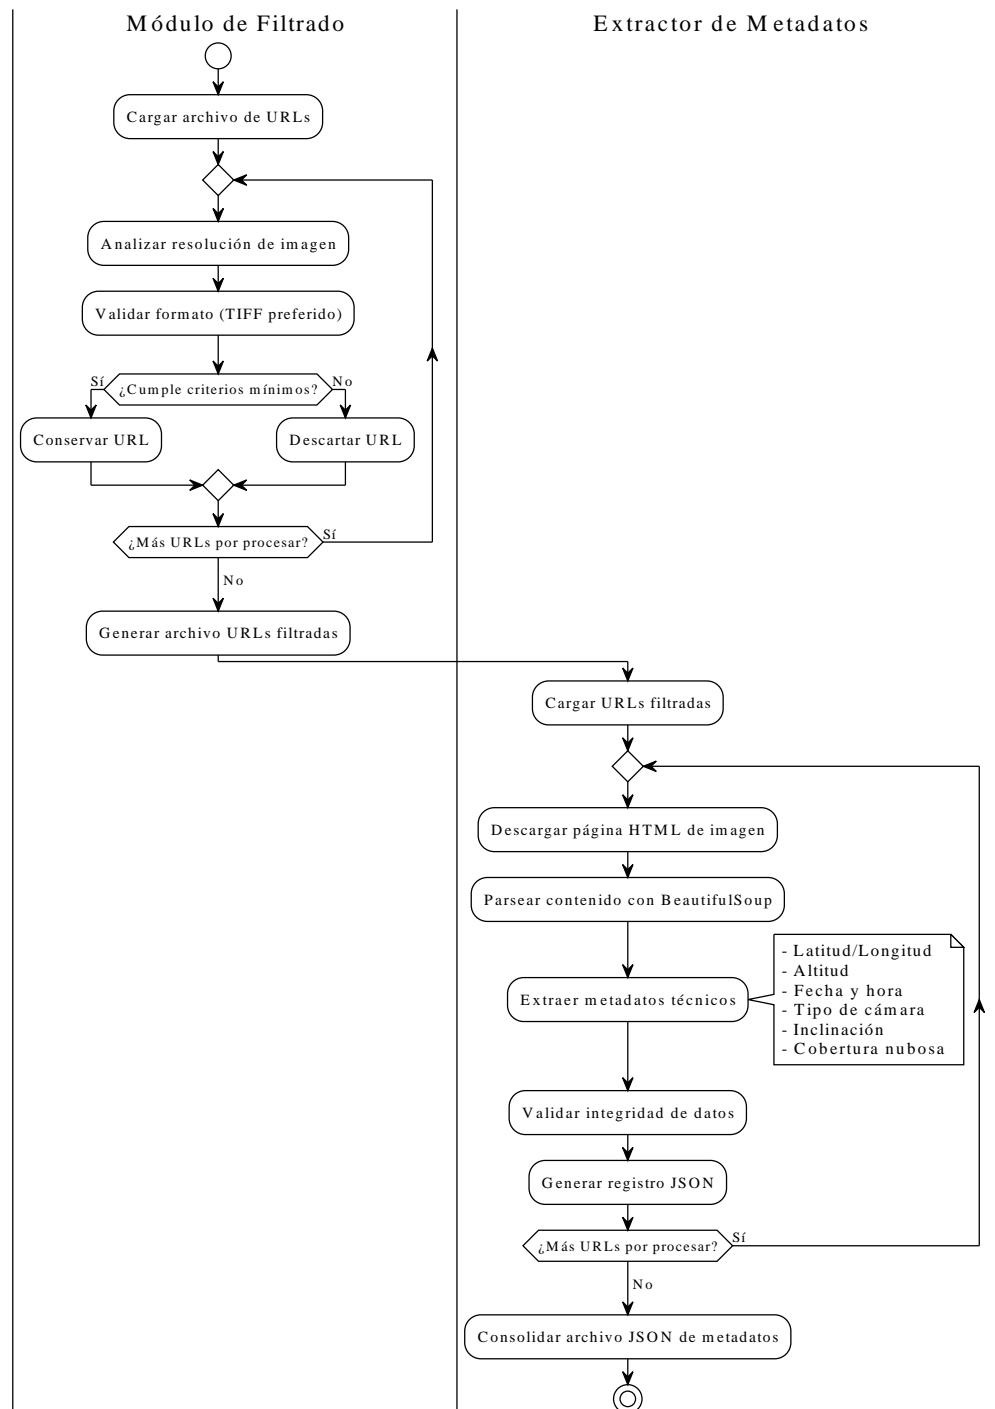 Módulo de Filtrado
Extractor de Metadatos
Cargar archivo de URLs
Analizar resolución de imagen
Validar formato (TIFF preferido)
¿Cumple criterios mínimos?
Sí
No
Conservar URL
Descartar URL
¿Más URLs por procesar?
Sí
No
Generar archivo URLs filtradas
Cargar URLs filtradas
Descargar página HTML de imagen
Parsear contenido con BeautifulSoup
Extraer metadatos técnicos
- Latitud/Longitud
- Altitud
- Fecha y hora
- Tipo de cámara
- Inclinación
- Cobertura nubosa
Validar integridad de datos
Generar registro JSON
¿Más URLs por procesar?
Sí
No
Consolidar archivo JSON de metadatos